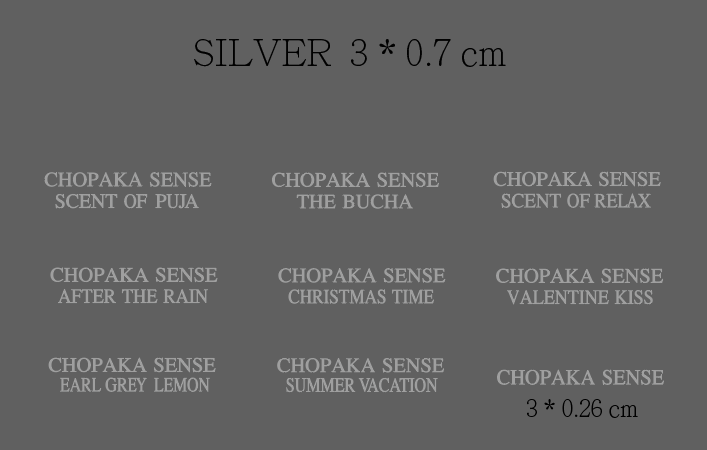 SILVER 3 * 0.7 cm
CHOPAKA SENSE
SCENT OF PUJA
CHOPAKA SENSE
THE BUCHA
CHOPAKA SENSE
SCENT OF RELAX
CHOPAKA SENSE
AFTER THE RAIN
CHOPAKA SENSE
CHRISTMAS TIME
CHOPAKA SENSE
VALENTINE KISS
CHOPAKA SENSE
EARL GREY LEMON
CHOPAKA SENSE
SUMMER VACATION
CHOPAKA SENSE
3 * 0.26 cm